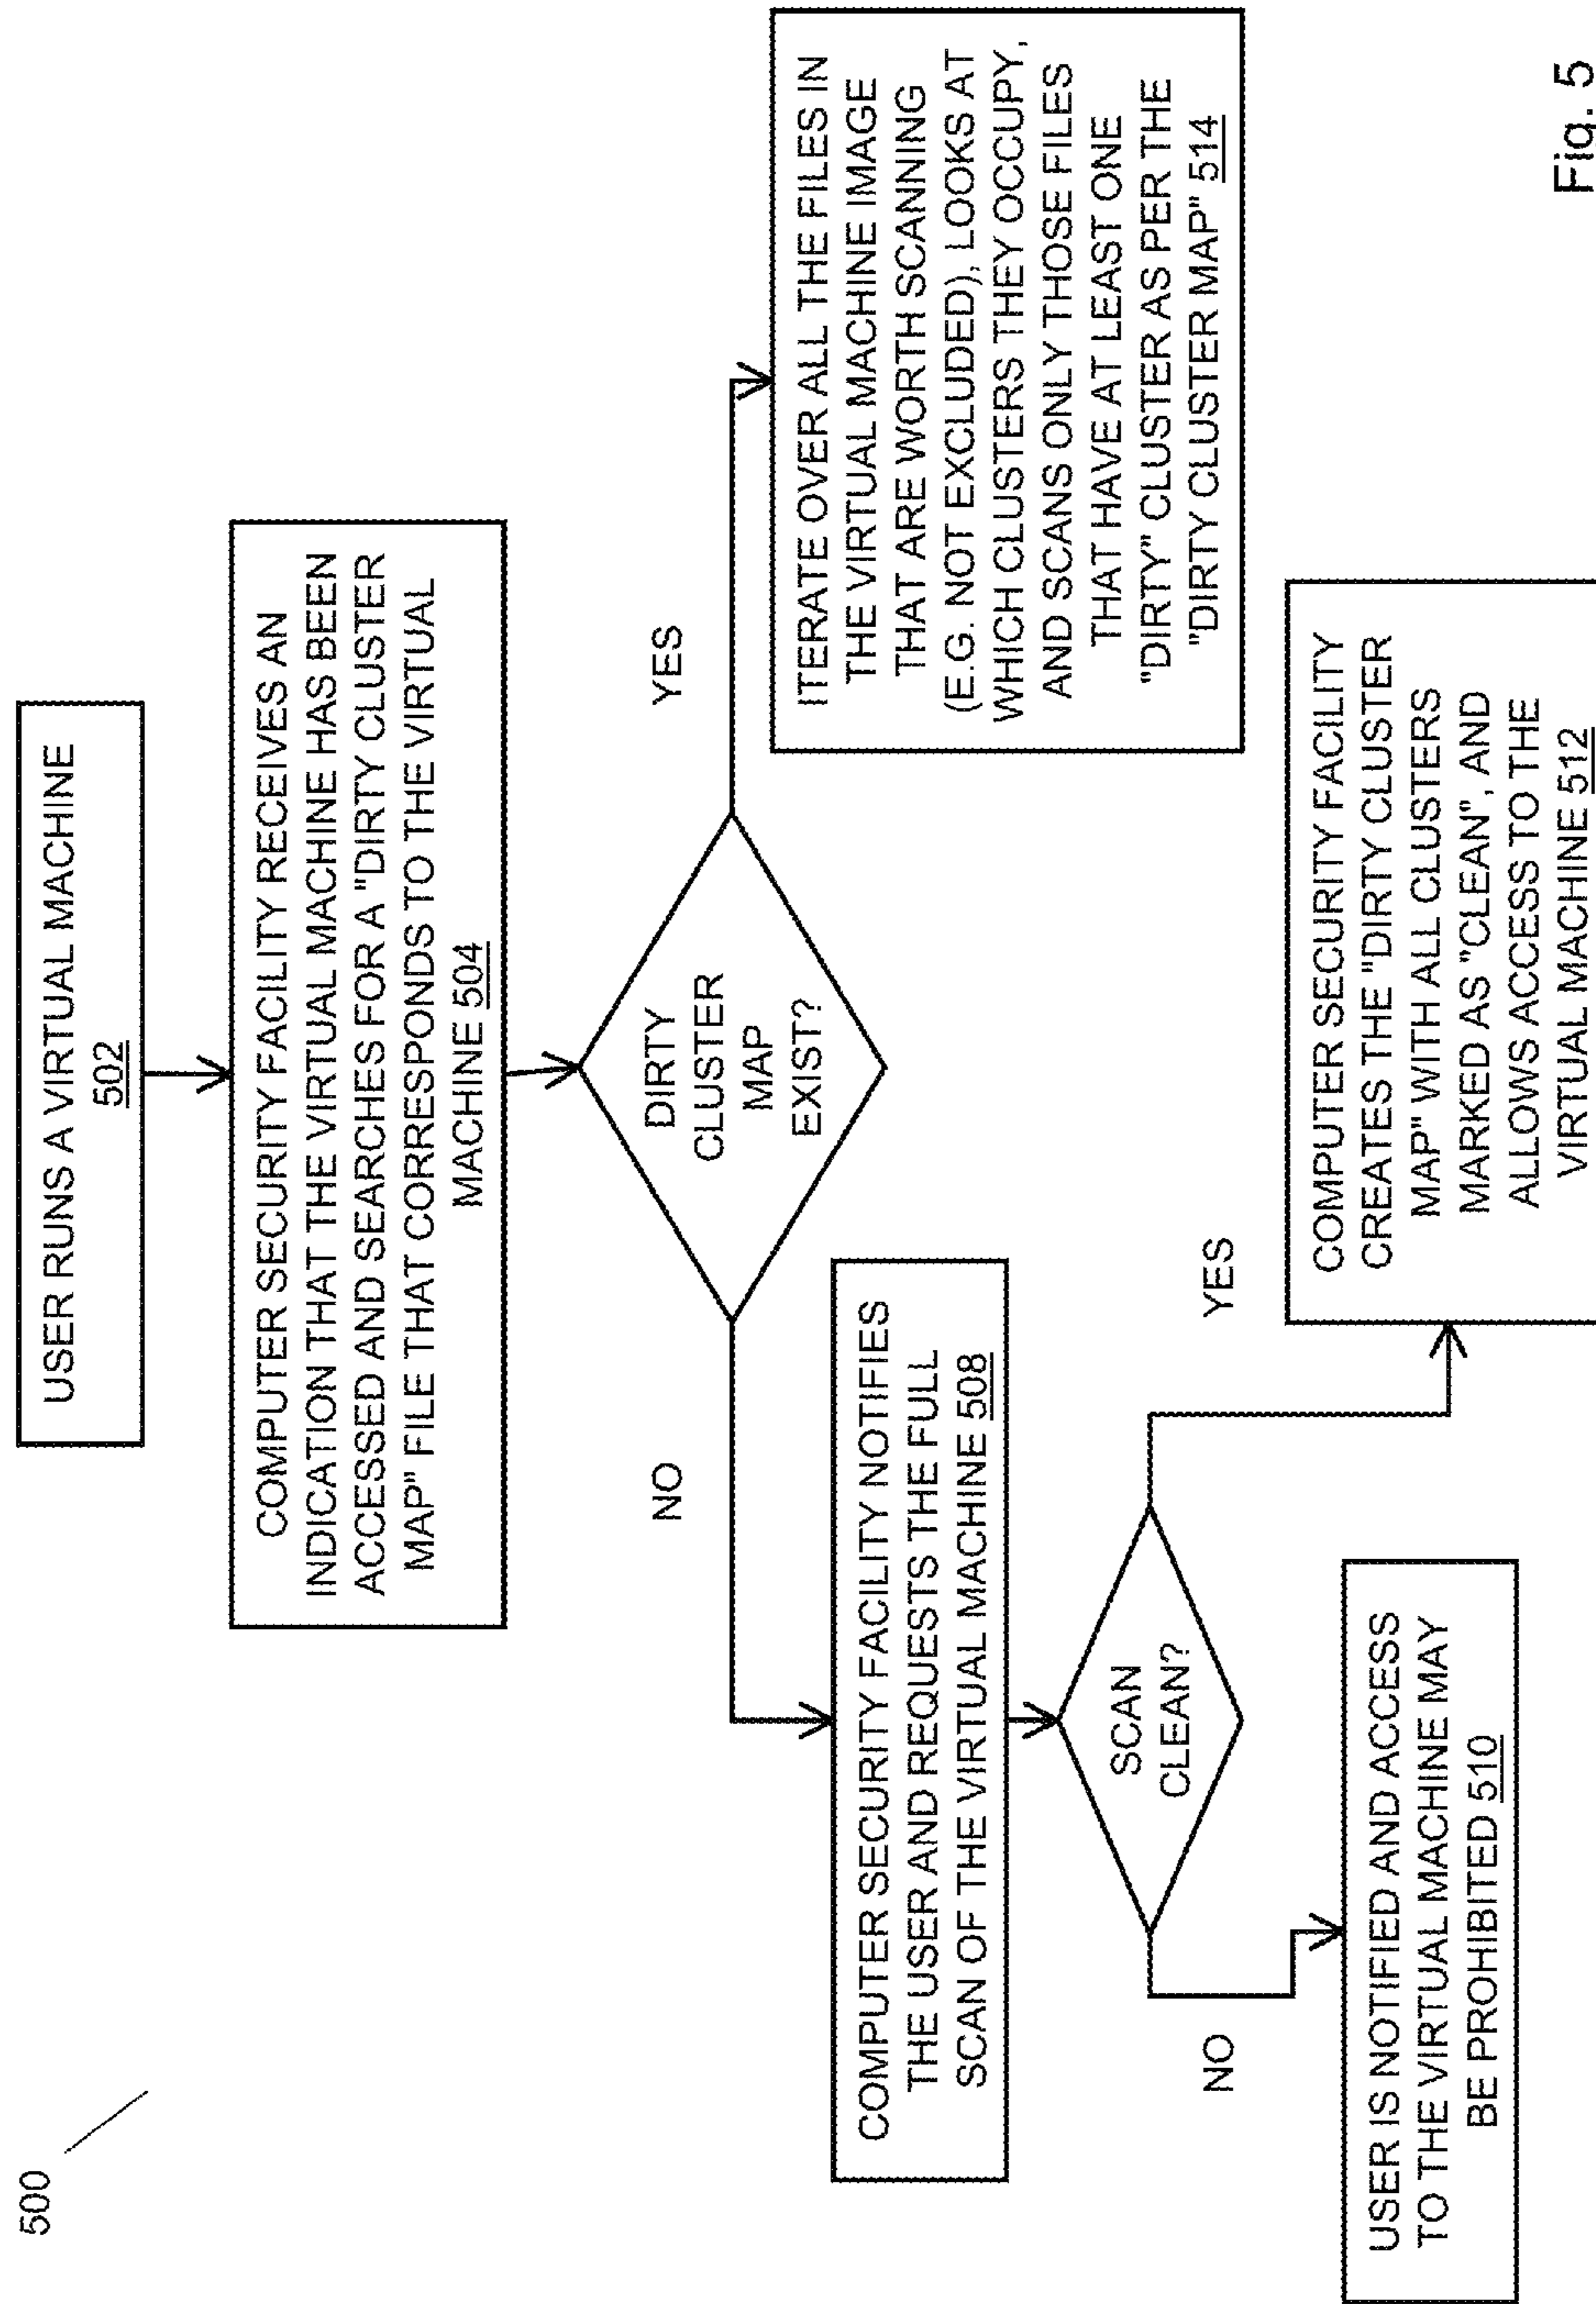 500
USER RUNS A VIRTUAL MACHINE
502
COMPUTER SECURITY FACILITY RECEIVES AN
INDICATION THAT THE VIRTUAL MACHINE HAS BEEN
ACCESSED AND SEARCHES FOR A "DIRTY CLUSTER
MAP" FILE THAT CORRESPONDS TO THE VIRTUAL
MACHINE 504
DIRTY
CLUSTER
MAP
EXIST?
NO
YES
COMPUTER SECURITY FACILITY NOTIFIES
THE USER AND REQUESTS THE FULL
SCAN OF THE VIRTUAL MACHINE 508
ITERATE OVER ALL THE FILES IN
THE VIRTUAL MACHINE IMAGE
THAT ARE WORTH SCANNING
(E.G. NOT EXCLUDED), LOOKS AT
WHICH CLUSTERS THEY OCCUPY,
AND SCANS ONLY THOSE FILES
THAT HAVE AT LEAST ONE
"DIRTY" CLUSTER AS PER THE
"DIRTY CLUSTER MAP" 514
SCAN
CLEAN?
NO
YES
USER IS NOTIFIED AND ACCESS
TO THE VIRTUAL MACHINE MAY
BE PROHIBITED 510
COMPUTER SECURITY FACILITY
CREATES THE "DIRTY CLUSTER
MAP" WITH ALL CLUSTERS
MARKED AS "CLEAN", AND
ALLOWS ACCESS TO THE
VIRTUAL MACHINE 512
Fig. 5